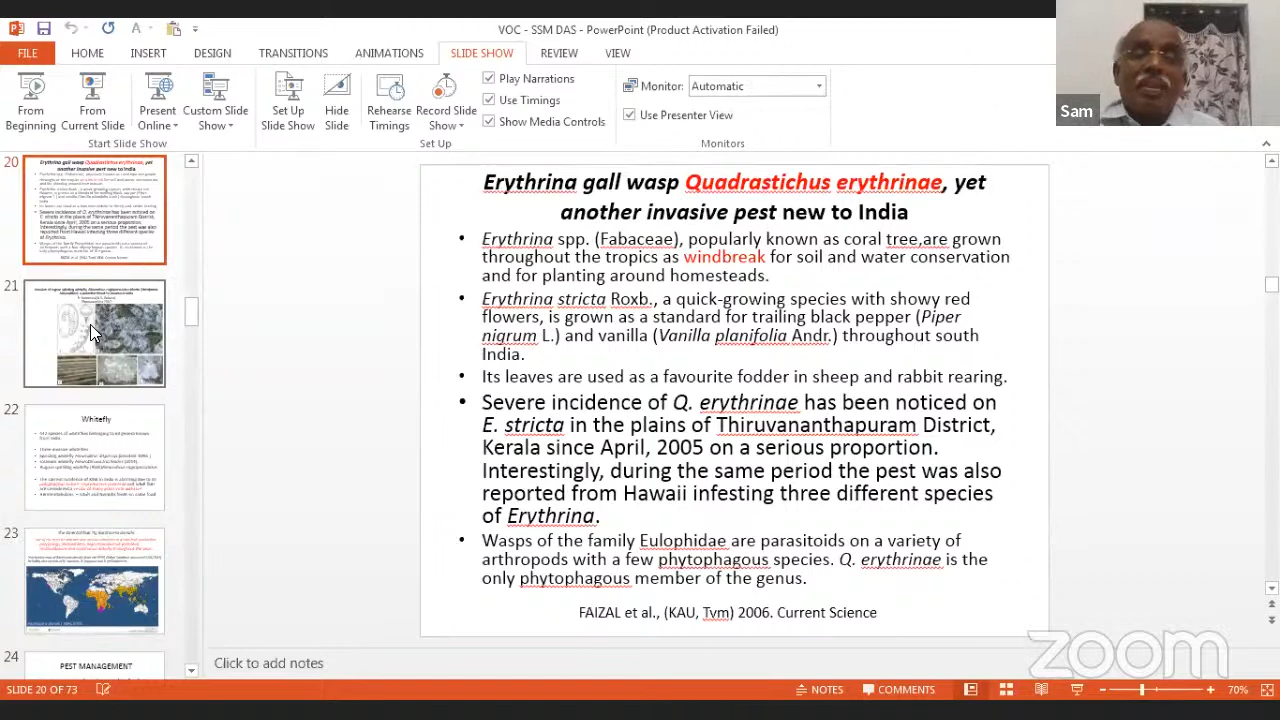 VOC - SSM DAS - PowerPoint (Product Activation Failed)
FILE HOME INSERT DESIGN TRANSITIONS ANIMATIONS SLIDE SHOW REVIEW VIEW
From Beginning
From Current Slide
Present Online
Custom Slide Show
Set Up Slide Show
Hide Slide
Rehearse Timings
Record Slide Show
Play Narrations
Use Timings
Show Media Controls
Monitor: Automatic
Use Presenter View
Start Slide Show
Set Up
Monitors
Sam
20
21
22
Whitefly
23
24
PEST MANAGEMENT
Erythrina gall wasp Quadrastichus erythrinae, yet
another invasive pest new to India
• Erythrina spp. (Fabaceae), popularly known as coral tree,are grown
throughout the tropics as windbreak for soil and water conservation
and for planting around homesteads.
• Erythrina stricta Roxb., a quick-growing species with showy red
flowers, is grown as a standard for trailing black pepper (Piper
nigrum L.) and vanilla (Vanilla planifolia Andr.) throughout south
India.
• Its leaves are used as a favourite fodder in sheep and rabbit rearing.
• Severe incidence of Q. erythrinae has been noticed on
E. stricta in the plains of Thiruvananthapuram District,
Kerala since April, 2005 on a serious proportion.
Interestingly, during the same period the pest was also
reported from Hawaii infesting three different species
of Erythrina.
• Wasps of the family Eulophidae are parasitoids on a variety of
arthropods with a few phytophagous species. Q. erythrinae is the
only phytophagous member of the genus.
FAIZAL et al., (KAU, Tvm) 2006. Current Science
zoom
Click to add notes
SLIDE 20 OF 73
NOTES COMMENTS 70%